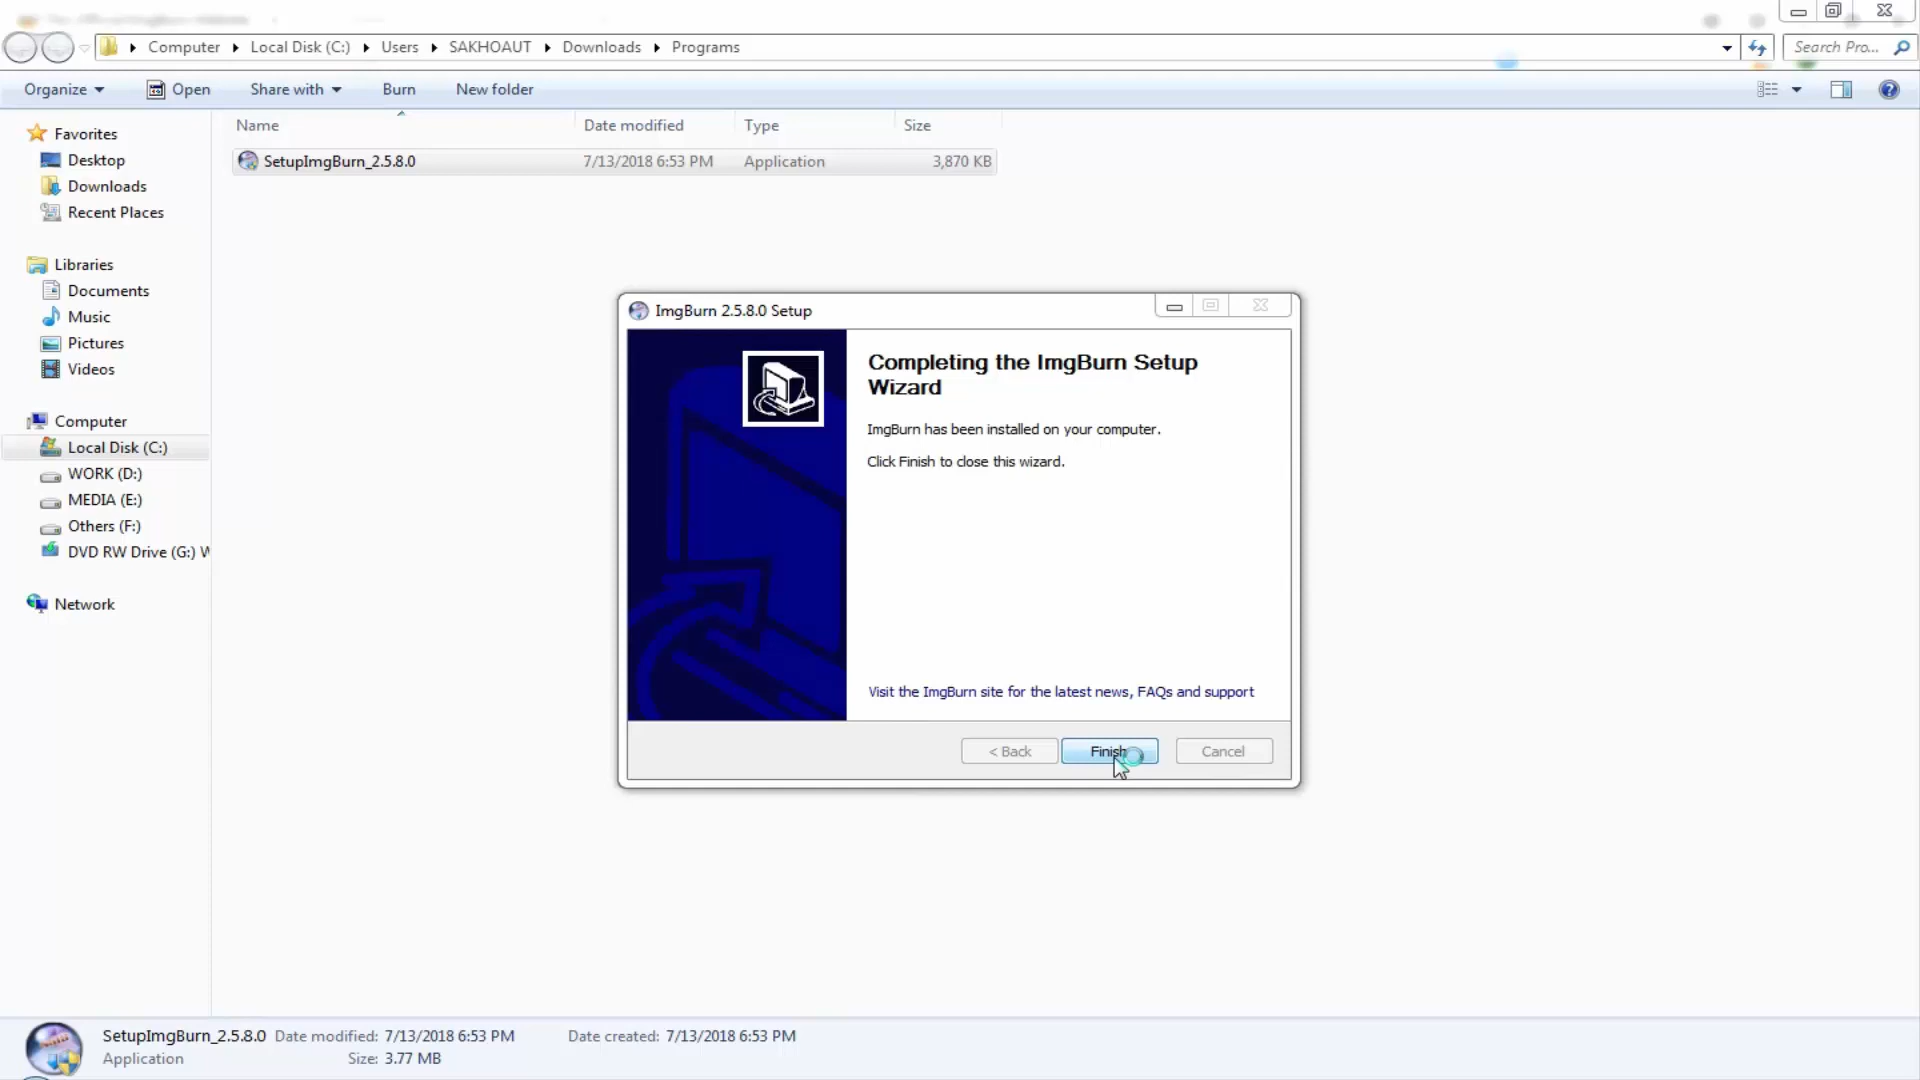 Computer Local Disk (C:) Users SAKHOAUT Downloads Programs
Search Pro...
Organize Open Share with Burn New folder
Name Date modified Type Size
SetupImgBurn_2.5.8.0 7/13/2018 6:53 PM Application 3,870 KB
Favorites
Desktop
Downloads
Recent Places
Libraries
Documents
Music
Pictures
Videos
Computer
Local Disk (C:)
WORK (D:)
MEDIA (E:)
Others (F:)
DVD RW Drive (G:) W
Network
ImgBurn 2.5.8.0 Setup
Completing the ImgBurn Setup
Wizard
ImgBurn has been installed on your computer.
Click Finish to close this wizard.
Visit the ImgBurn site for the latest news, FAQs and support
< Back Finish Cancel
SetupImgBurn_2.5.8.0 Date modified: 7/13/2018 6:53 PM Date created: 7/13/2018 6:53 PM
Application Size: 3.77 MB